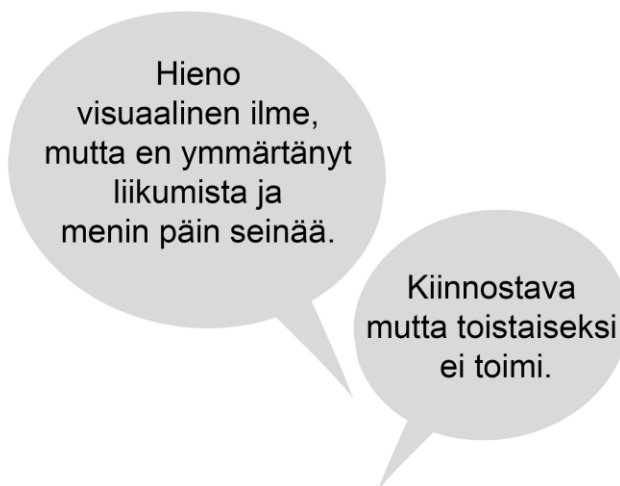 Hieno
visuaalinen ilme,
mutta en ymmärtänyt
liikumista ja
menin päin seinää.
Kiinnostava
mutta toistaiseksi
ei toimi.